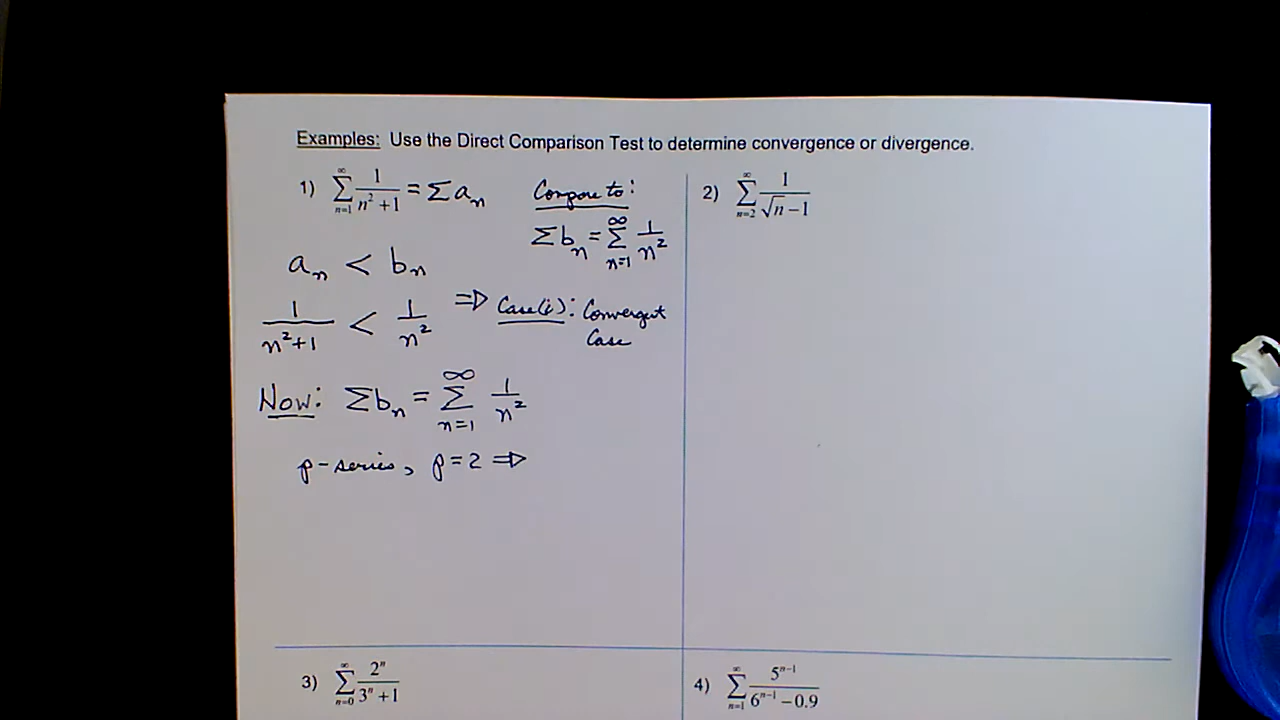 Examples: Use the Direct Comparison Test to determine convergence or divergence.
1) ∑_{n=1}^{∞} 1/(n²+1) = Σ aₙ
Compare to:
Σbₙ = ∑_{n=1}^{∞} 1/n²
aₙ < bₙ
1/(n²+1) < 1/n² ⇒ Case(i): Convergent
Case
Now: Σbₙ = ∑_{n=1}^{∞} 1/n²
p-series, p=2 ⇒
2) ∑_{n=2}^{∞} 1/(√n −1)
3) ∑_{n=0}^{∞} 2ⁿ/(3ⁿ+1)
4) ∑_{n=1}^{∞} 5ⁿ⁻¹/(6ⁿ⁻¹ −0.9)